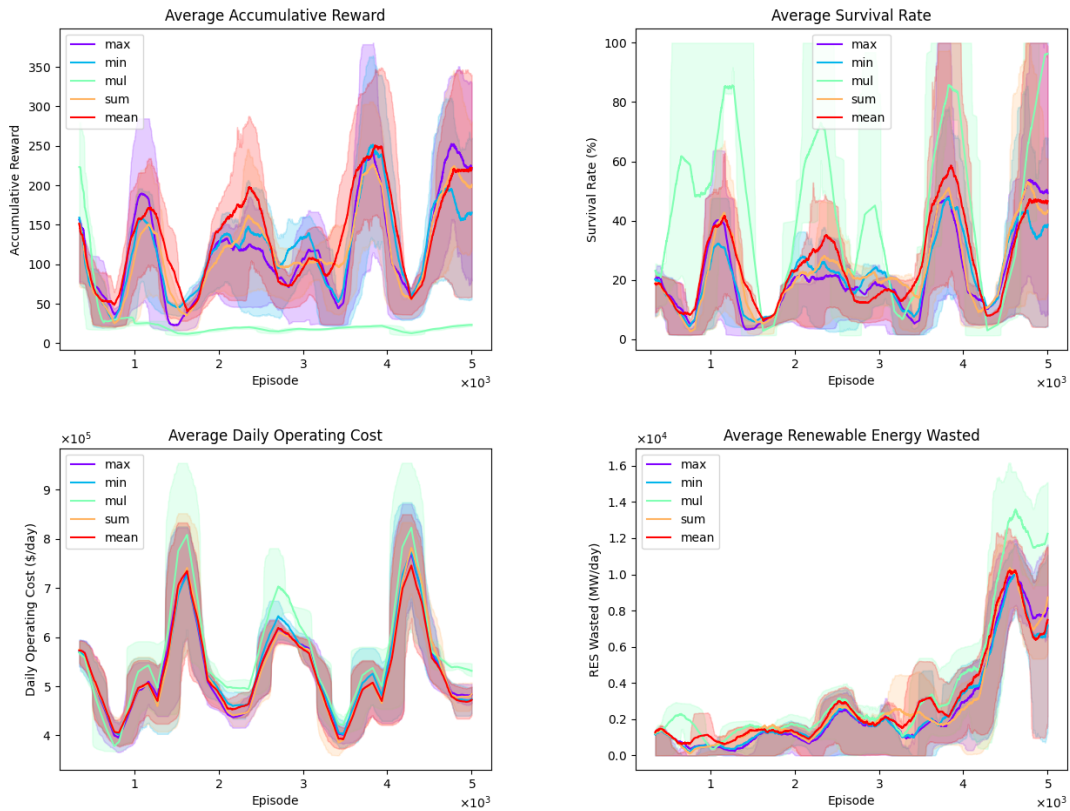 Average Accumulative Reward
Accumulative Reward
350
300
250
200
150
100
50
0
max
min
mul
sum
mean
1
2
3
4
5
Episode
×10³
Average Survival Rate
Survival Rate (%)
100
80
60
40
20
0
max
min
mul
sum
mean
1
2
3
4
5
Episode
×10³
Average Daily Operating Cost
×10⁵
Daily Operating Cost ($/day)
9
8
7
6
5
4
max
min
mul
sum
mean
1
2
3
4
5
Episode
×10³
Average Renewable Energy Wasted
×10⁴
RES Wasted (MW/day)
1.6
1.4
1.2
1.0
0.8
0.6
0.4
0.2
0.0
max
min
mul
sum
mean
1
2
3
4
5
Episode
×10³